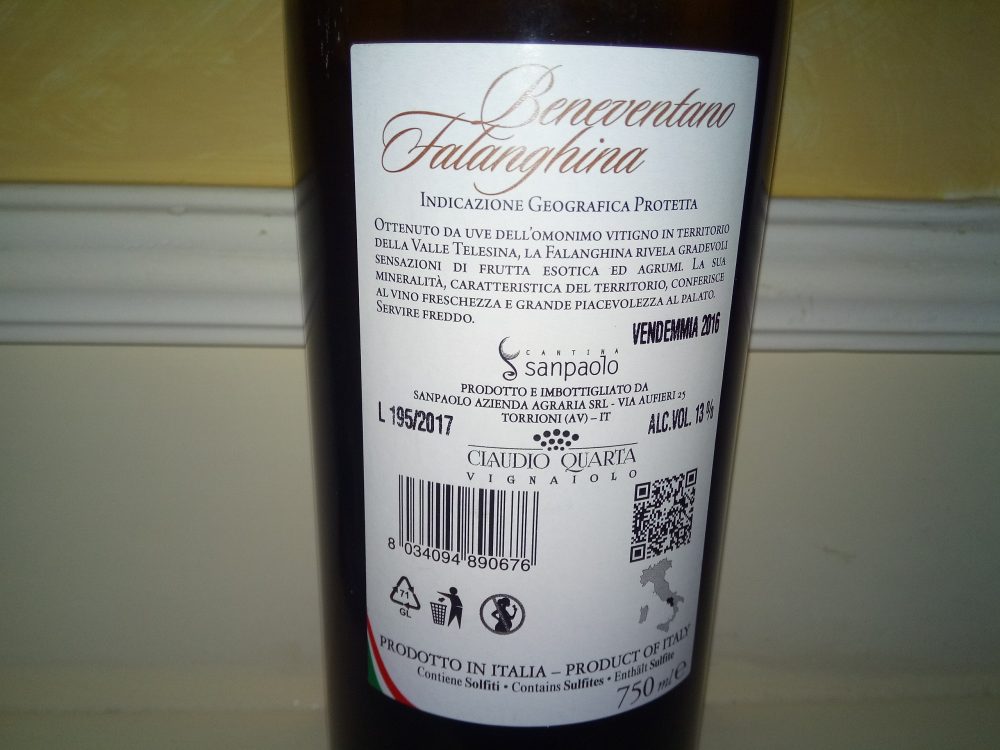 Beneventano
Falanghina
INDICAZIONE GEOGRAFICA PROTETTA
OTTENUTO DA UVE DELL'OMONIMO VITIGNO IN TERRITORIO
DELLA VALLE TELESINA, LA FALANGHINA RIVELA GRADEVOLI
SENSAZIONI DI FRUTTA ESOTICA ED AGRUMI. LA SUA
MINERALITÀ, CARATTERISTICA DEL TERRITORIO, CONFERISCE
AL VINO FRESCHEZZA E GRANDE PIACEVOLEZZA AL PALATO.
SERVIRE FREDDO.
VENDEMMIA 2016
CANTINA
sanpaolo
PRODOTTO E IMBOTTIGLIATO DA
SANPAOLO AZIENDA AGRARIA SRL - VIA AUFIERI 25
TORRIONI (AV) – IT
L 195/2017
ALC.VOL. 13 %
CLAUDIO QUARTA
VIGNAIOLO
8 034094 890676
71
GL
PRODOTTO IN ITALIA – PRODUCT OF ITALY
Contiene Solfiti • Contains Sulfites • Enthält Sulfite
750 ml e